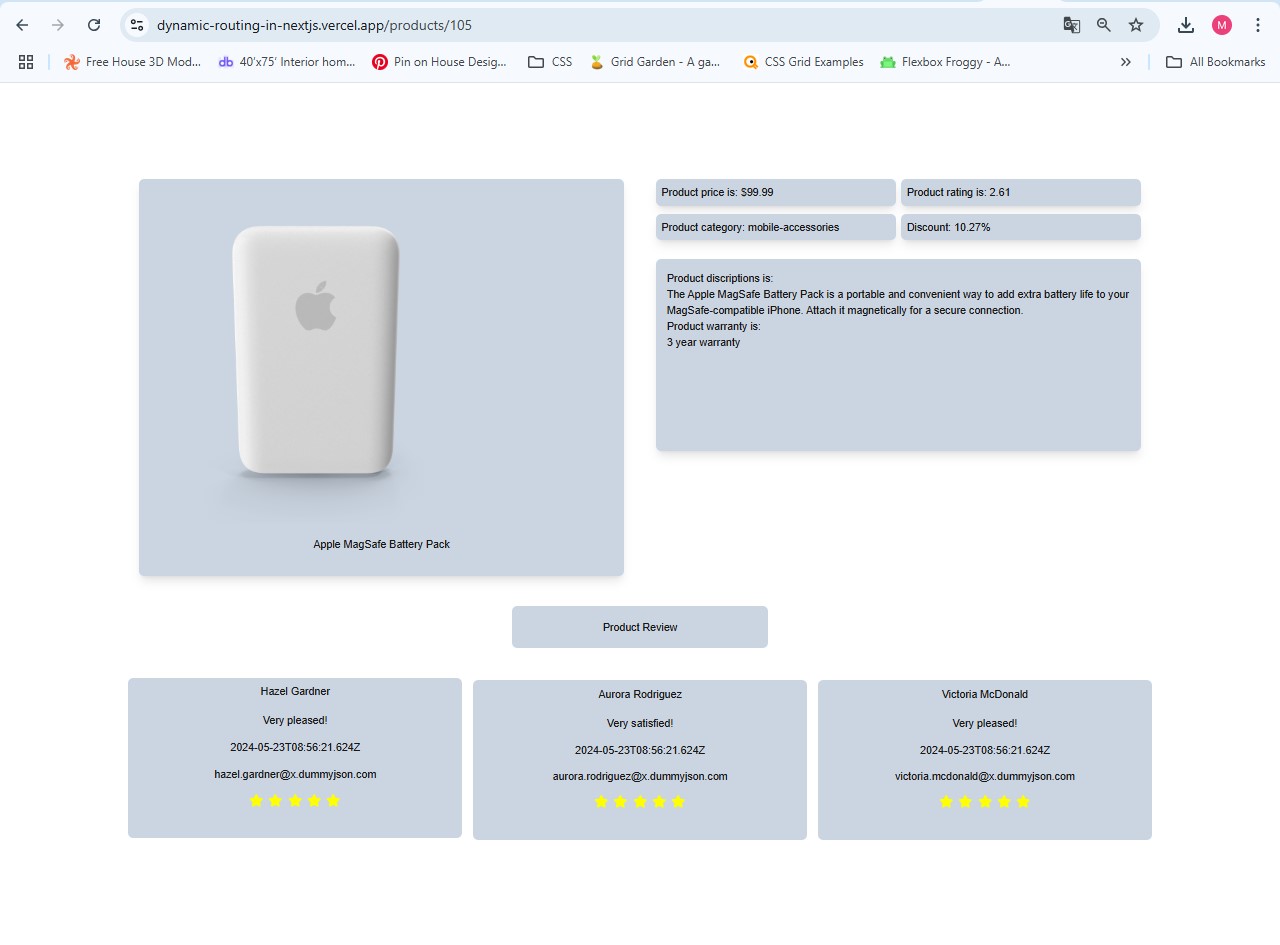 dynamic-routing-in-nextjs.vercel.app/products/105
M
Free House 3D Mod...
db 40'x75' Interior hom...
Pin on House Desig...
CSS
Grid Garden - A ga...
CSS Grid Examples
Flexbox Froggy - A...
All Bookmarks
Apple MagSafe Battery Pack
Product price is: $99.99
Product rating is: 2.61
Product category: mobile-accessories
Discount: 10.27%
Product discriptions is:
The Apple MagSafe Battery Pack is a portable and convenient way to add extra battery life to your
MagSafe-compatible iPhone. Attach it magnetically for a secure connection.
Product warranty is:
3 year warranty
Product Review
Hazel Gardner
Very pleased!
2024-05-23T08:56:21.624Z
hazel.gardner@x.dummyjson.com
Aurora Rodriguez
Very satisfied!
2024-05-23T08:56:21.624Z
aurora.rodriguez@x.dummyjson.com
Victoria McDonald
Very pleased!
2024-05-23T08:56:21.624Z
victoria.mcdonald@x.dummyjson.com